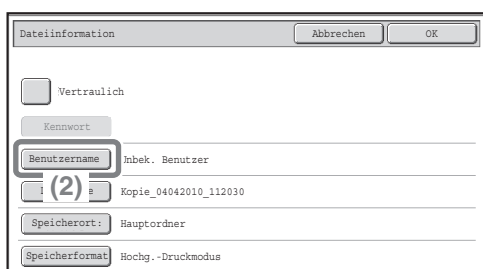 Dateiinformation Abbrechen OK
Vertraulich
Kennwort
Benutzername Unbek. Benutzer
(2) Kopie_04042010_112030
Speicherort: Hauptordner
Speicherformat Hochg.-Druckmodus